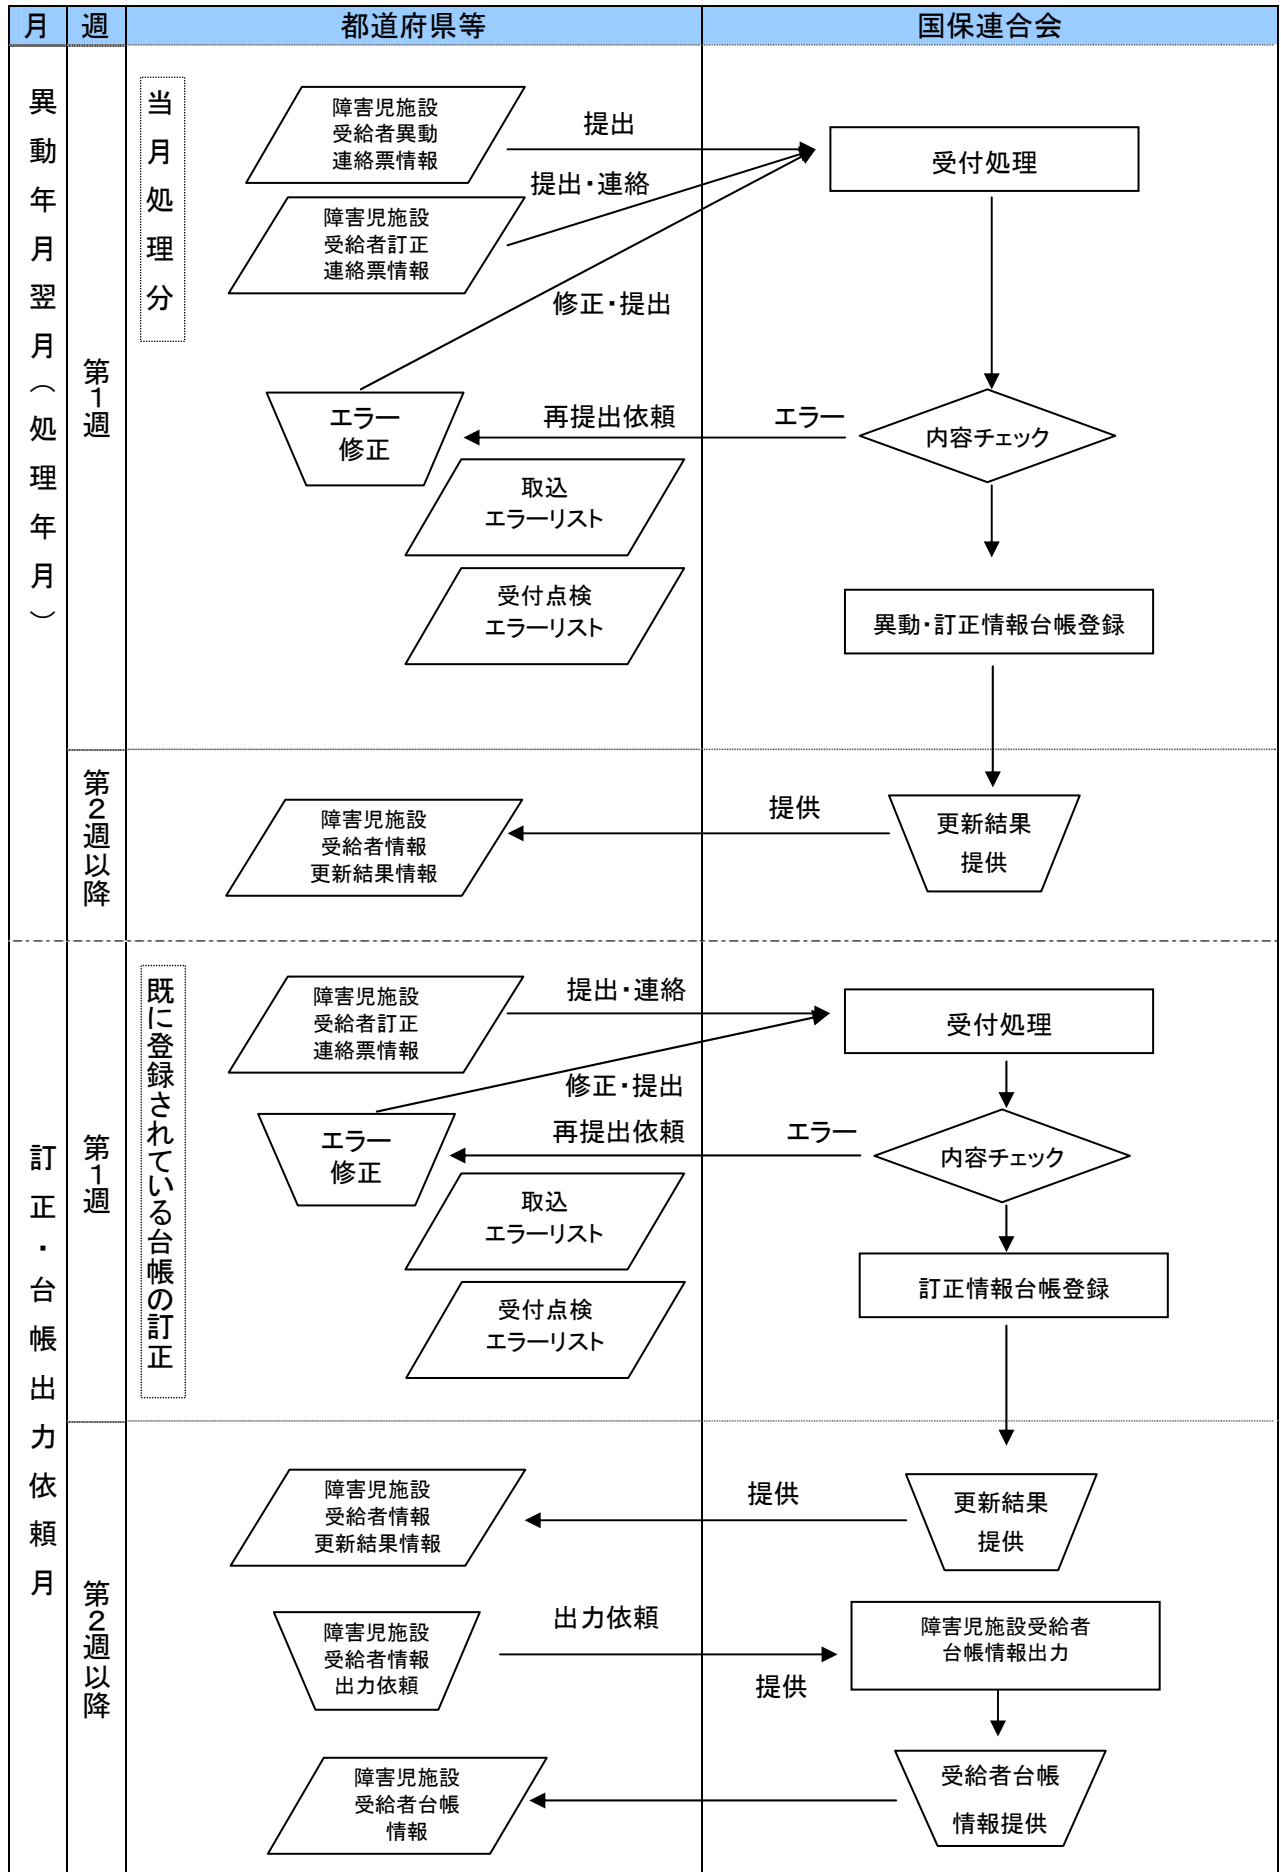 月
週
都道府県等
国保連合会
異動年月翌月（処理年月）
第1週
当月処理分
障害児施設
受給者異動
連絡票情報
提出
受付処理
提出・連絡
障害児施設
受給者訂正
連絡票情報
修正・提出
エラー
修正
再提出依頼
エラー
内容チェック
取込
エラーリスト
受付点検
エラーリスト
異動・訂正情報台帳登録
第2週以降
障害児施設
受給者情報
更新結果情報
提供
更新結果
提供
訂正・台帳出力依頼月
第1週
既に登録されている台帳の訂正
障害児施設
受給者訂正
連絡票情報
提出・連絡
受付処理
修正・提出
エラー
修正
再提出依頼
エラー
内容チェック
取込
エラーリスト
受付点検
エラーリスト
訂正情報台帳登録
第2週以降
障害児施設
受給者情報
更新結果情報
提供
更新結果
提供
障害児施設
受給者情報
出力依頼
出力依頼
障害児施設受給者
台帳情報出力
提供
障害児施設
受給者台帳
情報
受給者台帳
情報提供